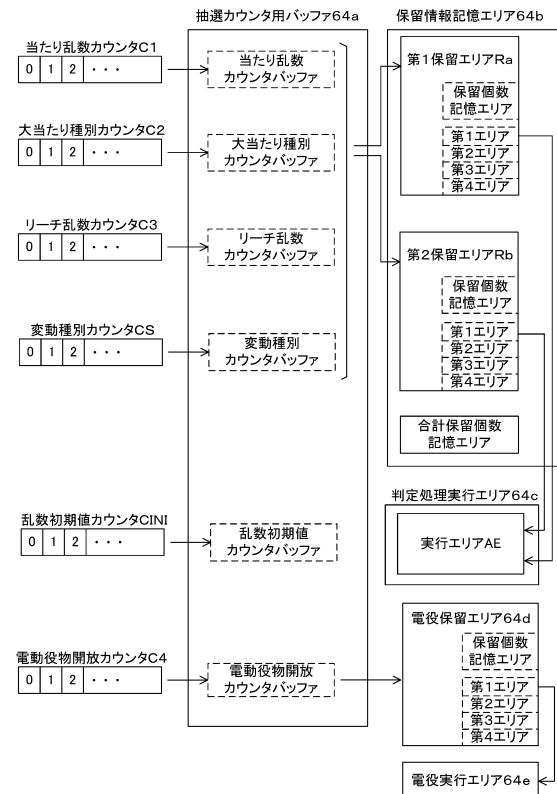 抽選カウンタ用バッファ64a
当たり乱数カウンタC1
0 1 2 ・・・
当たり乱数
カウンタバッファ
大当たり種別カウンタC2
0 1 2 ・・・
大当たり種別
カウンタバッファ
リーチ乱数カウンタC3
0 1 2 ・・・
リーチ乱数
カウンタバッファ
変動種別カウンタCS
0 1 2 ・・・
変動種別
カウンタバッファ
乱数初期値カウンタCINI
0 1 2 ・・・
乱数初期値
カウンタバッファ
電動役物開放カウンタC4
0 1 2 ・・・
電動役物開放
カウンタバッファ
保留情報記憶エリア64b
第1保留エリアRa
保留個数
記憶エリア
第1エリア
第2エリア
第3エリア
第4エリア
第2保留エリアRb
保留個数
記憶エリア
第1エリア
第2エリア
第3エリア
第4エリア
合計保留個数
記憶エリア
判定処理実行エリア64c
実行エリアAE
電役保留エリア64d
保留個数
記憶エリア
第1エリア
第2エリア
第3エリア
第4エリア
電役実行エリア64e